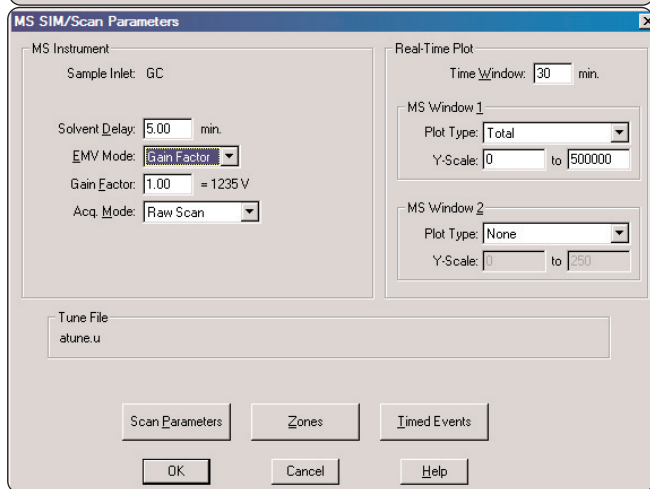 MS SIM/Scan Parameters
MS Instrument
Sample Inlet: GC
Solvent Delay: 5.00 min.
EMV Mode: Gain Factor
Gain Factor: 1.00 = 1235 V
Acq. Mode: Raw Scan
Real-Time Plot
Time Window: 30 min.
MS Window 1
Plot Type: Total
Y-Scale: 0 to 500000
MS Window 2
Plot Type: None
Y-Scale: 0 to 250
Tune File
atune.u
Scan Parameters Zones Timed Events
OK Cancel Help